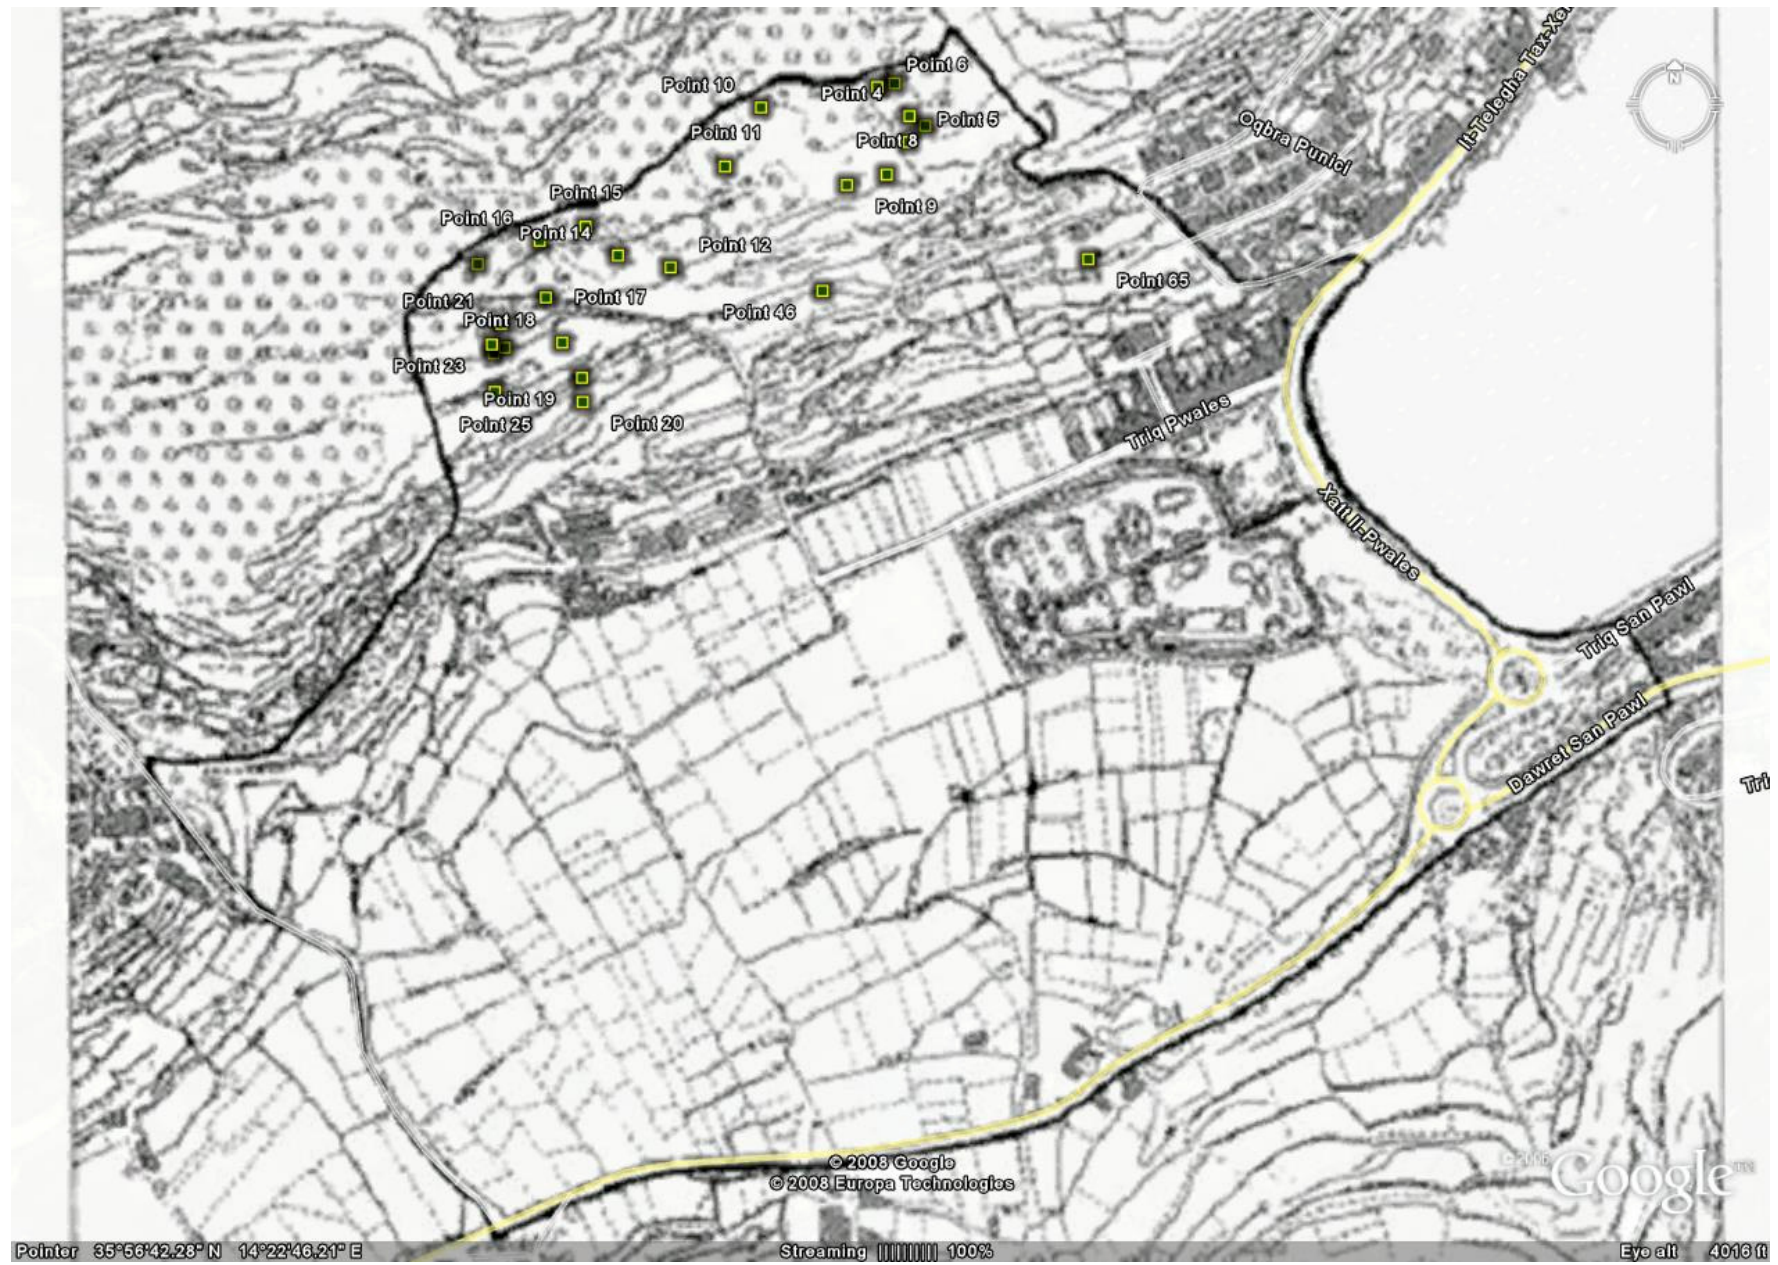 It-Telegha Tax-Xe
Point 6
Point 10
Point 4
Point 5
Oqbra Punici
Point 11
Point 8
N
Point 15
Point 9
Point 16
Point 14
Point 12
Point 65
Point 21
Point 17
Point 46
Point 18
Point 23
Point 19
Point 25
Point 20
Triq Pwales
Xatt Il-Pwales
Triq San Pawl
Dawret San Pawl
Tri
© 2008 Google
© 2008 Europa Technologies
Google
Pointer 35°56'42.28" N 14°22'46.21" E
Streaming |||||||||| 100%
Eye alt 4016 ft